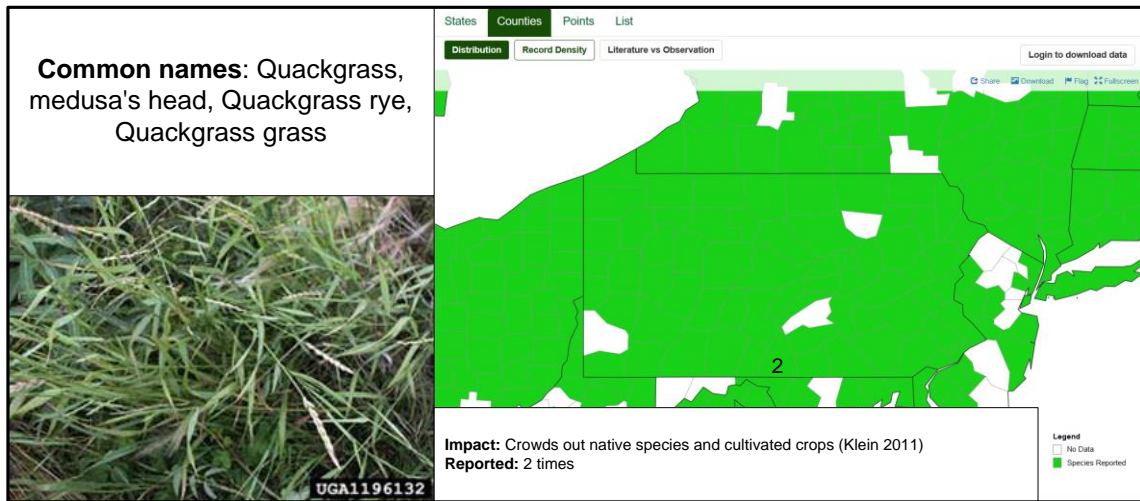 Common names: Quackgrass,
medusa's head, Quackgrass rye,
Quackgrass grass
UGA1196132
States Counties Points List
Distribution Record Density Literature vs Observation Login to download data
Share Download Flag Fullscreen
2
Impact: Crowds out native species and cultivated crops (Klein 2011)
Reported: 2 times
Legend
No Data
Species Reported